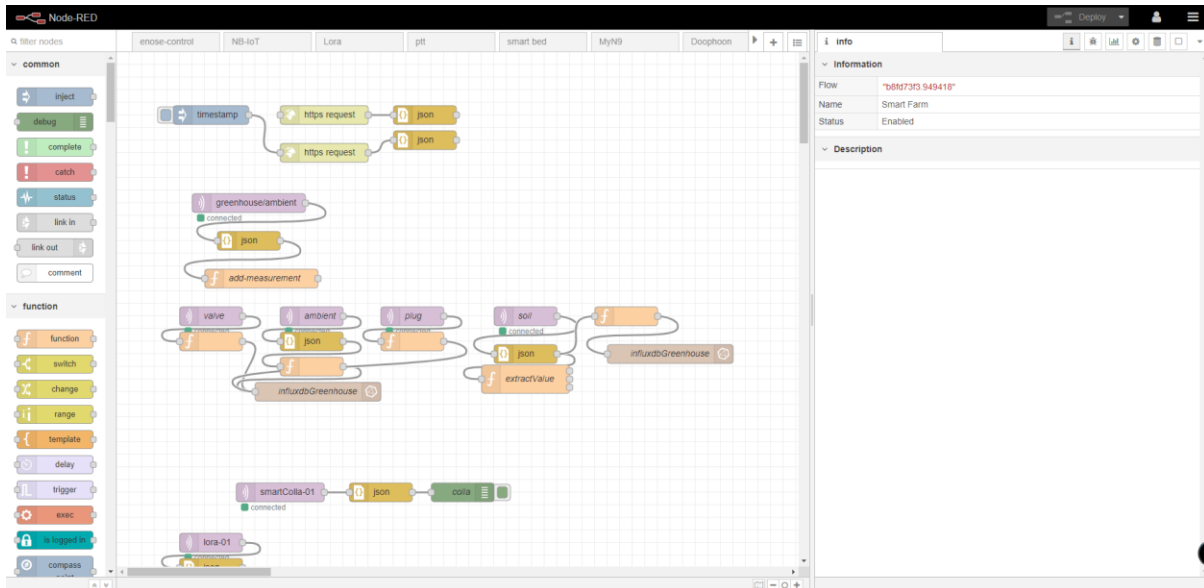 Node-RED
Deploy
filter nodes
enose-control
NB-IoT
Lora
ptt
smart bed
MyN9
Doophoon
info
common
inject
debug
complete
catch
status
link in
link out
comment
function
function
switch
change
range
template
delay
trigger
exec
is logged in
compass
timestamp
https request
json
https request
json
greenhouse/ambient
connected
json
add-measurement
valve
ambient
plug
soil
connected
json
json
extractValue
influxdbGreenhouse
influxdbGreenhouse
smartColla-01
json
colla
connected
lora-01
Information
Flow "b8fd73f3.949418"
Name Smart Farm
Status Enabled
Description